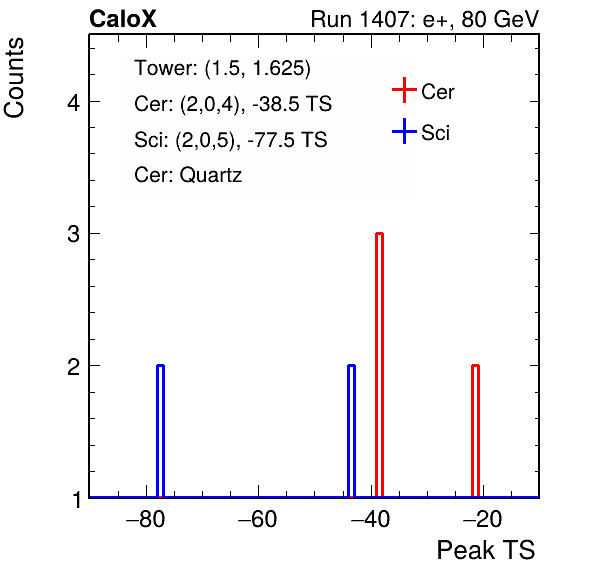 CaloX Run 1407: e+, 80 GeV
Counts
Tower: (1.5, 1.625)
Cer: (2,0,4), -38.5 TS
Sci: (2,0,5), -77.5 TS
Cer: Quartz
Cer
Sci
4
3
2
1
−80 −60 −40 −20
Peak TS